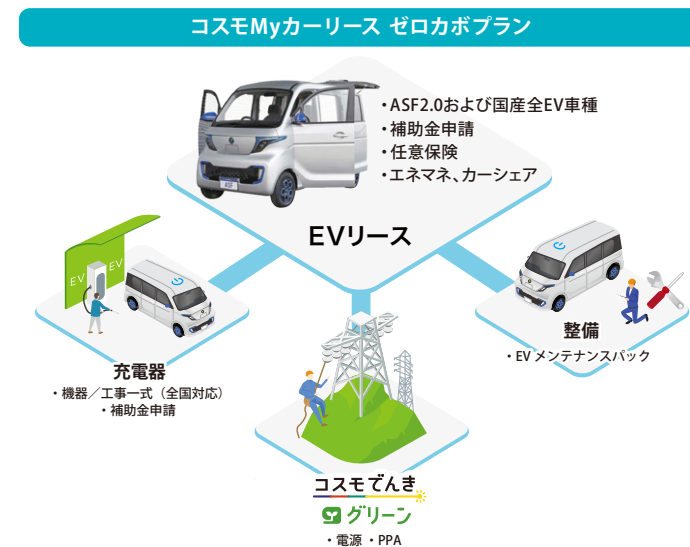 コスモMyカーリース ゼロカボプラン
・ASF2.0および国産全EV車種
・補助金申請
・任意保険
・エネマネ、カーシェア
ASF
EVリース
EV
EV
充電器
・機器／工事一式（全国対応）
・補助金申請
整備
・EVメンテナンスパック
コスモでんき
グリーン
・電源 ・PPA